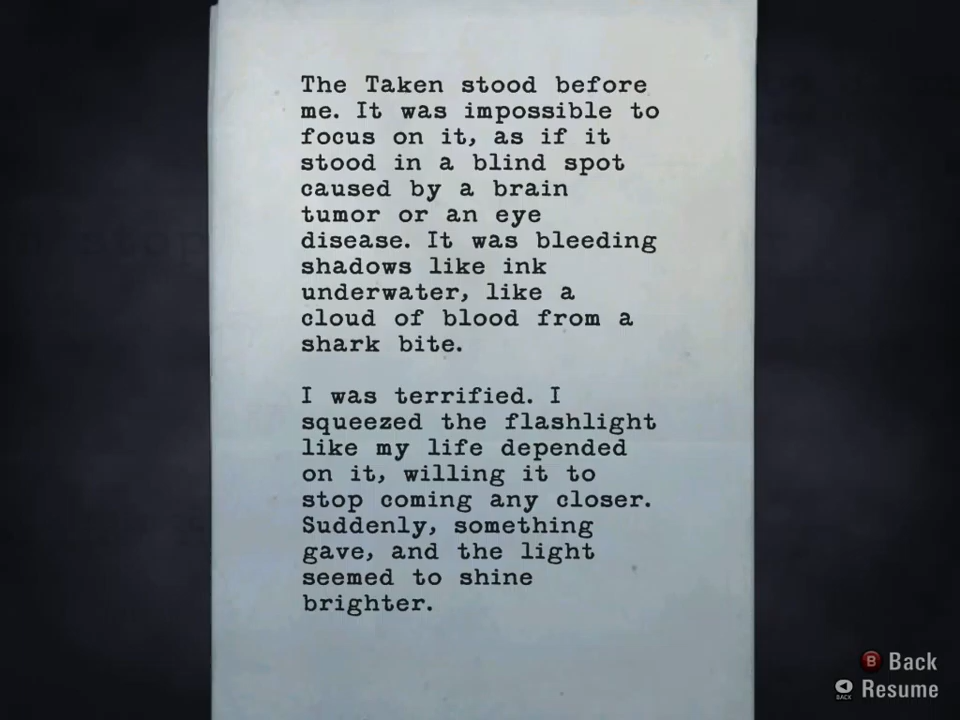 The Taken stood before
me. It was impossible to
focus on it, as if it
stood in a blind spot
caused by a brain
tumor or an eye
disease. It was bleeding
shadows like ink
underwater, like a
cloud of blood from a
shark bite.
I was terrified. I
squeezed the flashlight
like my life depended
on it, willing it to
stop coming any closer.
Suddenly, something
gave, and the light
seemed to shine
brighter.
B Back
BACK Resume